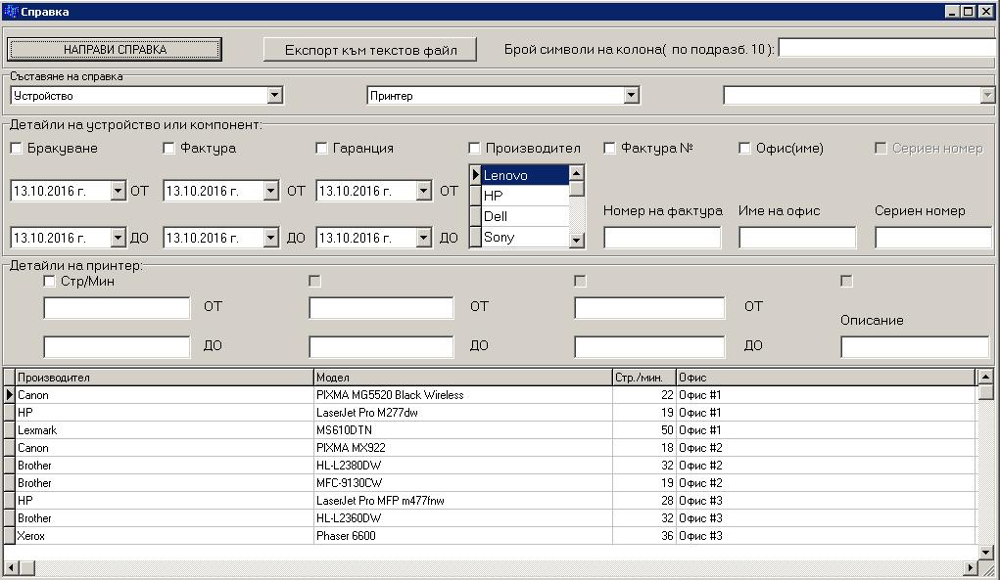 Справка
НАПРАВИ СПРАВКА Експорт към текстов файл Брой символи на колона( по подразб. 10 ):
Съставяне на справка
Устройство Принтер
Детайли на устройство или компонент:
Бракуване Фактура Гаранция Производител Фактура № Офис(име) Сериен номер
13.10.2016 г. ОТ 13.10.2016 г. ОТ 13.10.2016 г. ОТ
Lenovo
HP
Dell
Sony
Номер на фактура Име на офис Сериен номер
13.10.2016 г. ДО 13.10.2016 г. ДО 13.10.2016 г. ДО
Детайли на принтер:
Стр/Мин
ОТ ОТ ОТ
Описание
ДО ДО ДО
Производител Модел Стр./мин. Офис
Canon PIXMA MG5520 Black Wireless 22 Офис #1
HP LaserJet Pro M277dw 19 Офис #1
Lexmark MS610DTN 50 Офис #1
Canon PIXMA MX922 18 Офис #2
Brother HL-L2380DW 32 Офис #2
Brother MFC-9130CW 19 Офис #2
HP LaserJet Pro MFP m477fnw 28 Офис #3
Brother HL-L2360DW 32 Офис #3
Xerox Phaser 6600 36 Офис #3